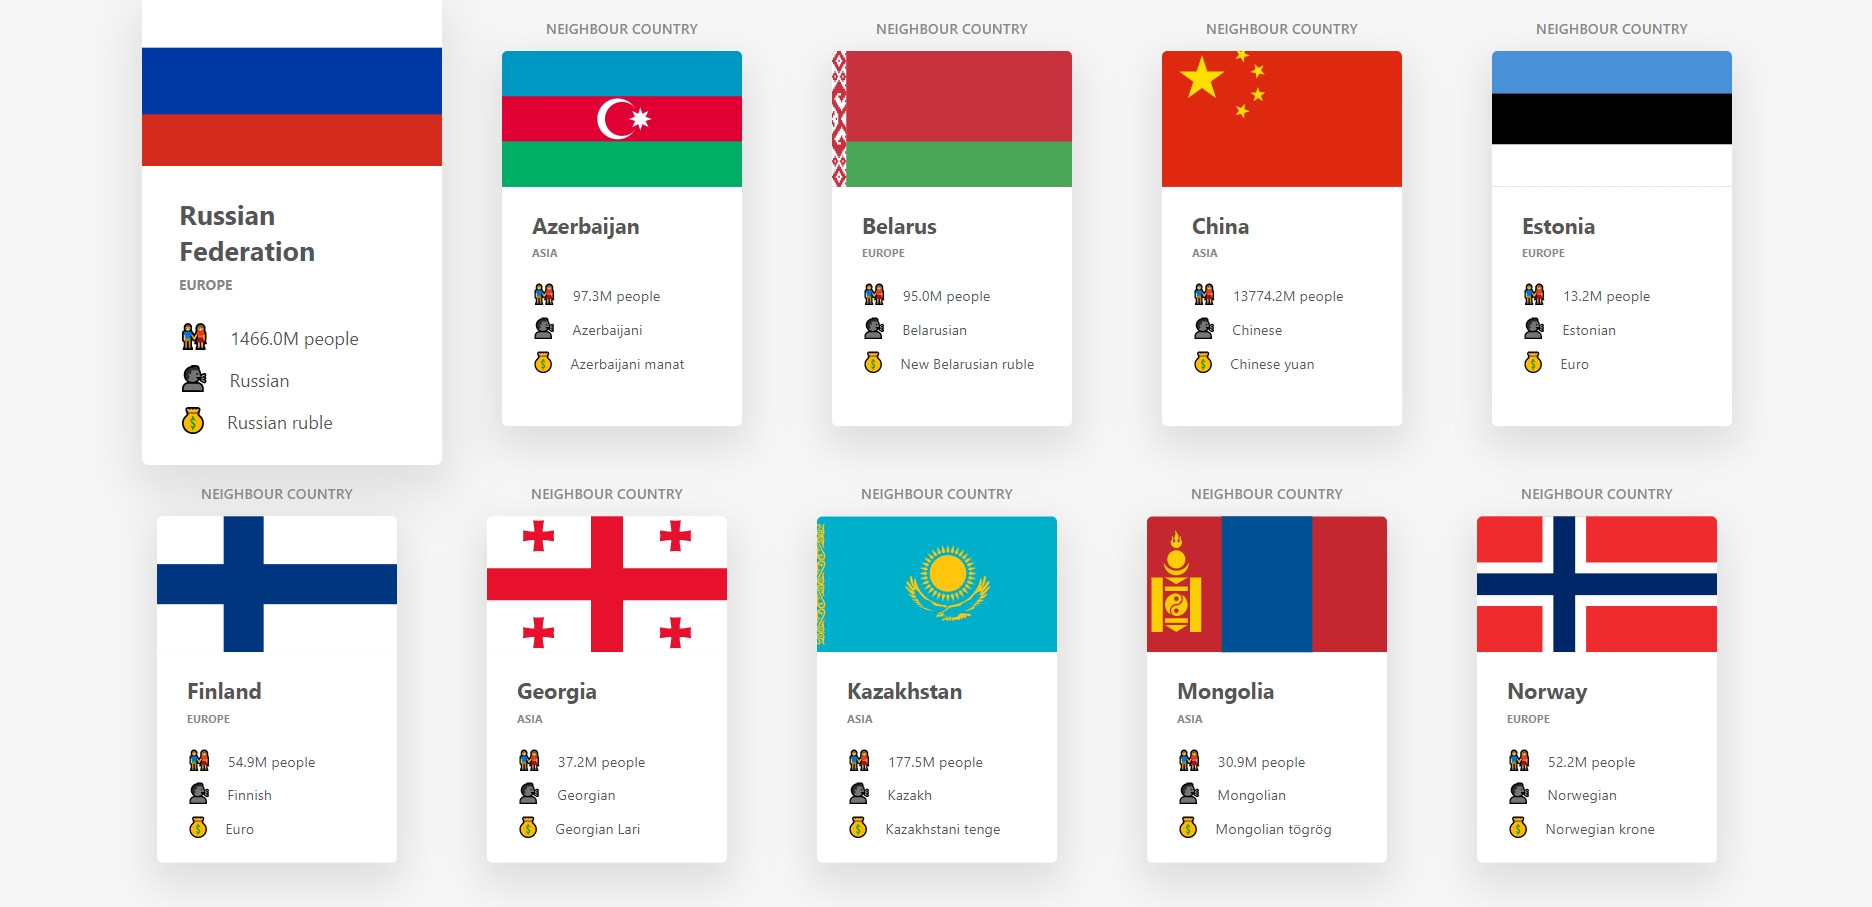 Russian
Federation
EUROPE
1466.0M people
Russian
Russian ruble
NEIGHBOUR COUNTRY
Azerbaijan
ASIA
97.3M people
Azerbaijani
Azerbaijani manat
NEIGHBOUR COUNTRY
Belarus
EUROPE
95.0M people
Belarusian
New Belarusian ruble
NEIGHBOUR COUNTRY
China
ASIA
13774.2M people
Chinese
Chinese yuan
NEIGHBOUR COUNTRY
Estonia
EUROPE
13.2M people
Estonian
Euro
NEIGHBOUR COUNTRY
Finland
EUROPE
54.9M people
Finnish
Euro
NEIGHBOUR COUNTRY
Georgia
ASIA
37.2M people
Georgian
Georgian Lari
NEIGHBOUR COUNTRY
Kazakhstan
ASIA
177.5M people
Kazakh
Kazakhstani tenge
NEIGHBOUR COUNTRY
Mongolia
ASIA
30.9M people
Mongolian
Mongolian tögrög
NEIGHBOUR COUNTRY
Norway
EUROPE
52.2M people
Norwegian
Norwegian krone